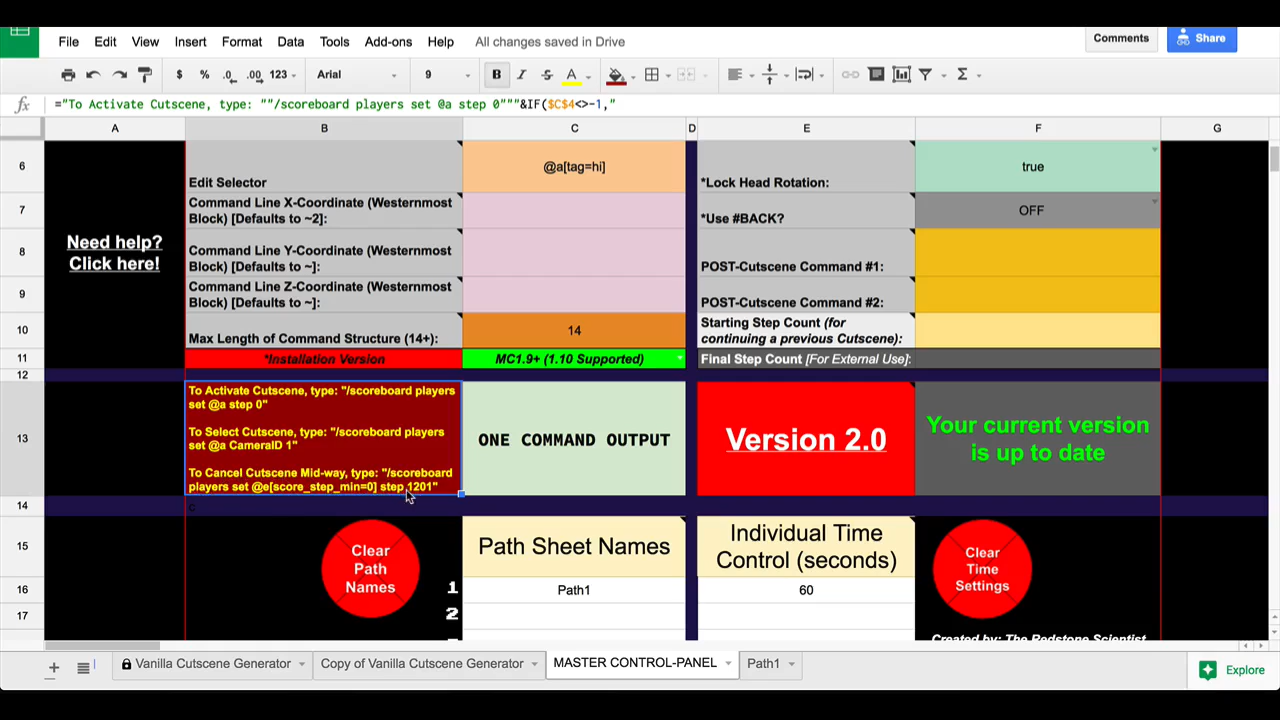 File Edit View Insert Format Data Tools Add-ons Help All changes saved in Drive
Comments Share
$ % .0 .00 123 Arial 9 B I S A Σ
fx ="To Activate Cutscene, type: ""/scoreboard players set @a step 0"""&IF($C$4<>-1,"
A B C D E F G
6 Edit Selector @a[tag=hi] *Lock Head Rotation: true
7 Command Line X-Coordinate (Westernmost
Block) [Defaults to ~2]: *Use #BACK? OFF
Need help?
Click here!
8 Command Line Y-Coordinate (Westernmost
Block) [Defaults to ~]: POST-Cutscene Command #1:
9 Command Line Z-Coordinate (Westernmost
Block) [Defaults to ~]: POST-Cutscene Command #2:
10 Max Length of Command Structure (14+): 14 Starting Step Count (for
continuing a previous Cutscene):
11 *Installation Version MC1.9+ (1.10 Supported) Final Step Count [For External Use]:
12
13 To Activate Cutscene, type: "/scoreboard players
set @a step 0"
To Select Cutscene, type: "/scoreboard players
set @a CameraID 1"
To Cancel Cutscene Mid-way, type: "/scoreboard
players set @e[score_step_min=0] step 1201"
ONE COMMAND OUTPUT
Version 2.0
Your current version
is up to date
14
15 Clear
Path
Names
Path Sheet Names
Individual Time
Control (seconds)
Clear
Time
Settings
16 1 Path1 60
17 2
Created by: The Redstone Scientist
+ Vanilla Cutscene Generator Copy of Vanilla Cutscene Generator MASTER CONTROL-PANEL Path1 Explore